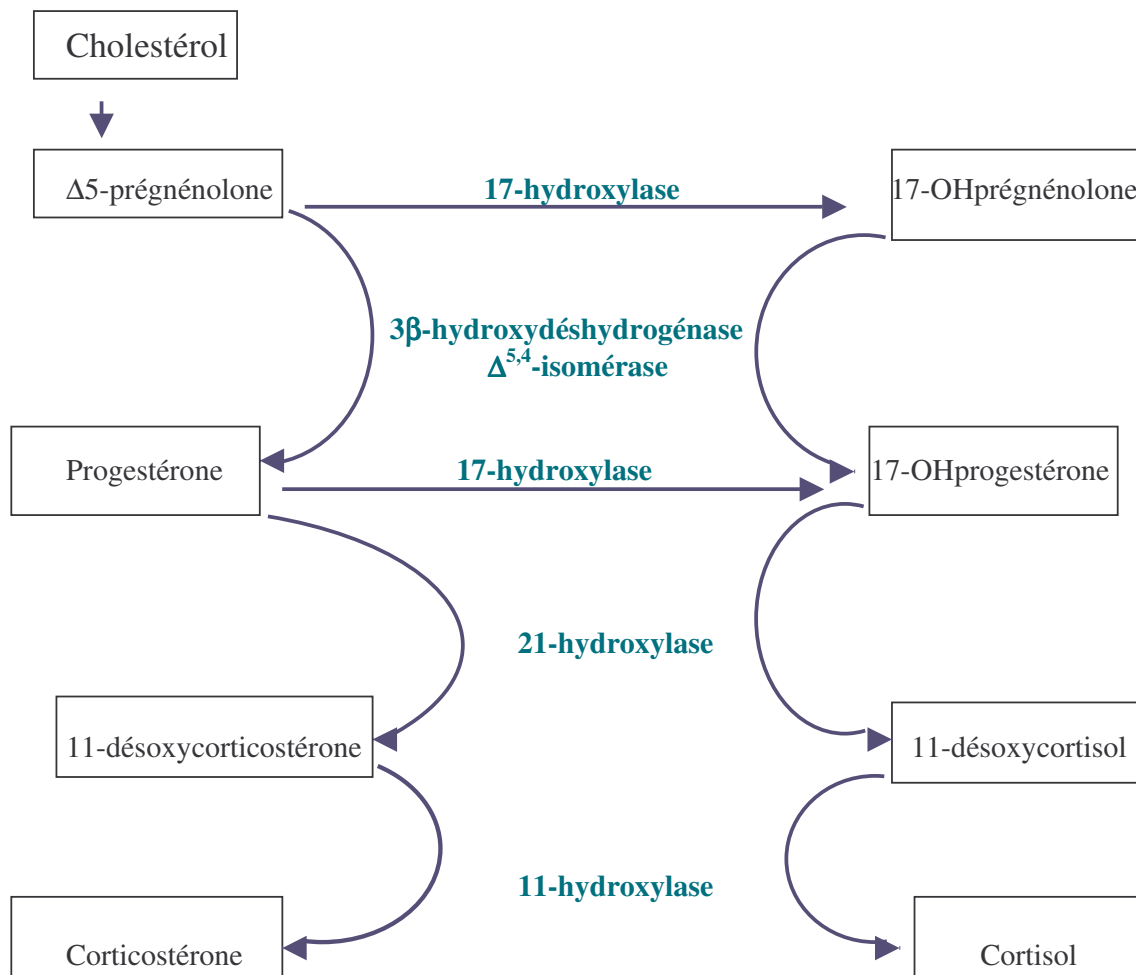 Cholestérol
Δ5-prégnénolone
17-hydroxylase
17-OHprégnénolone
3β-hydroxydéshydrogénase
Δ5,4-isomérase
Progestérone
17-hydroxylase
17-OHprogestérone
21-hydroxylase
11-désoxycorticostérone
11-désoxycortisol
11-hydroxylase
Corticostérone
Cortisol